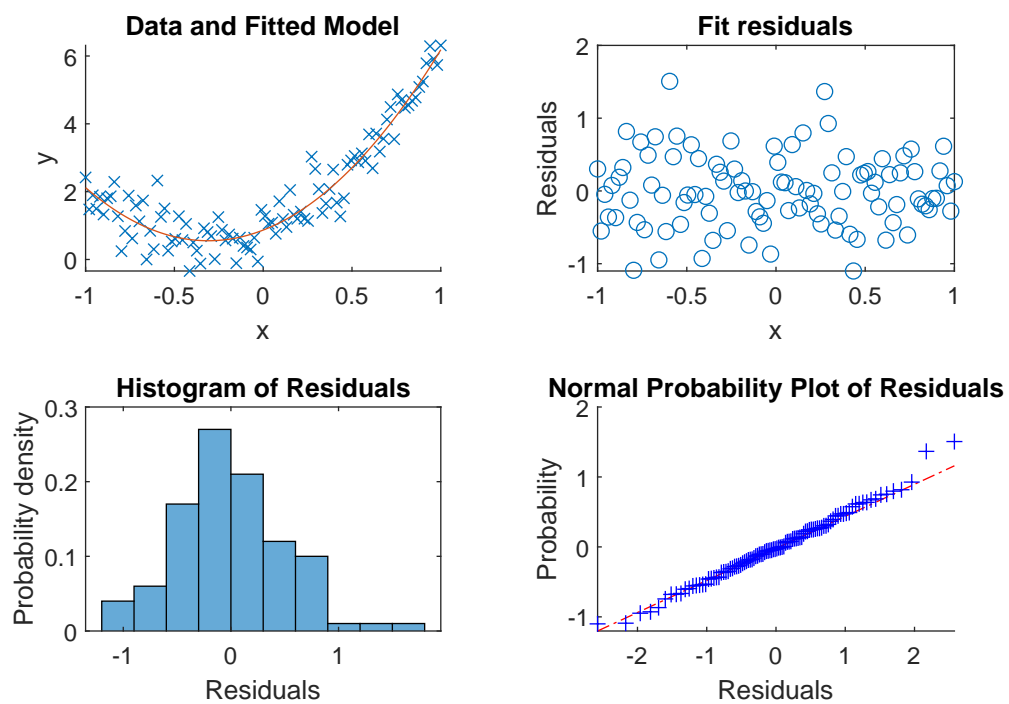 Data and Fitted Model
6
4
2
0
y
-1 -0.5 0 0.5 1
x
Fit residuals
2
1
0
-1
Residuals
-1 -0.5 0 0.5 1
x
Histogram of Residuals
0.3
0.2
0.1
0
Probability density
-1 0 1
Residuals
Normal Probability Plot of Residuals
2
1
0
-1
Probability
-2 -1 0 1 2
Residuals